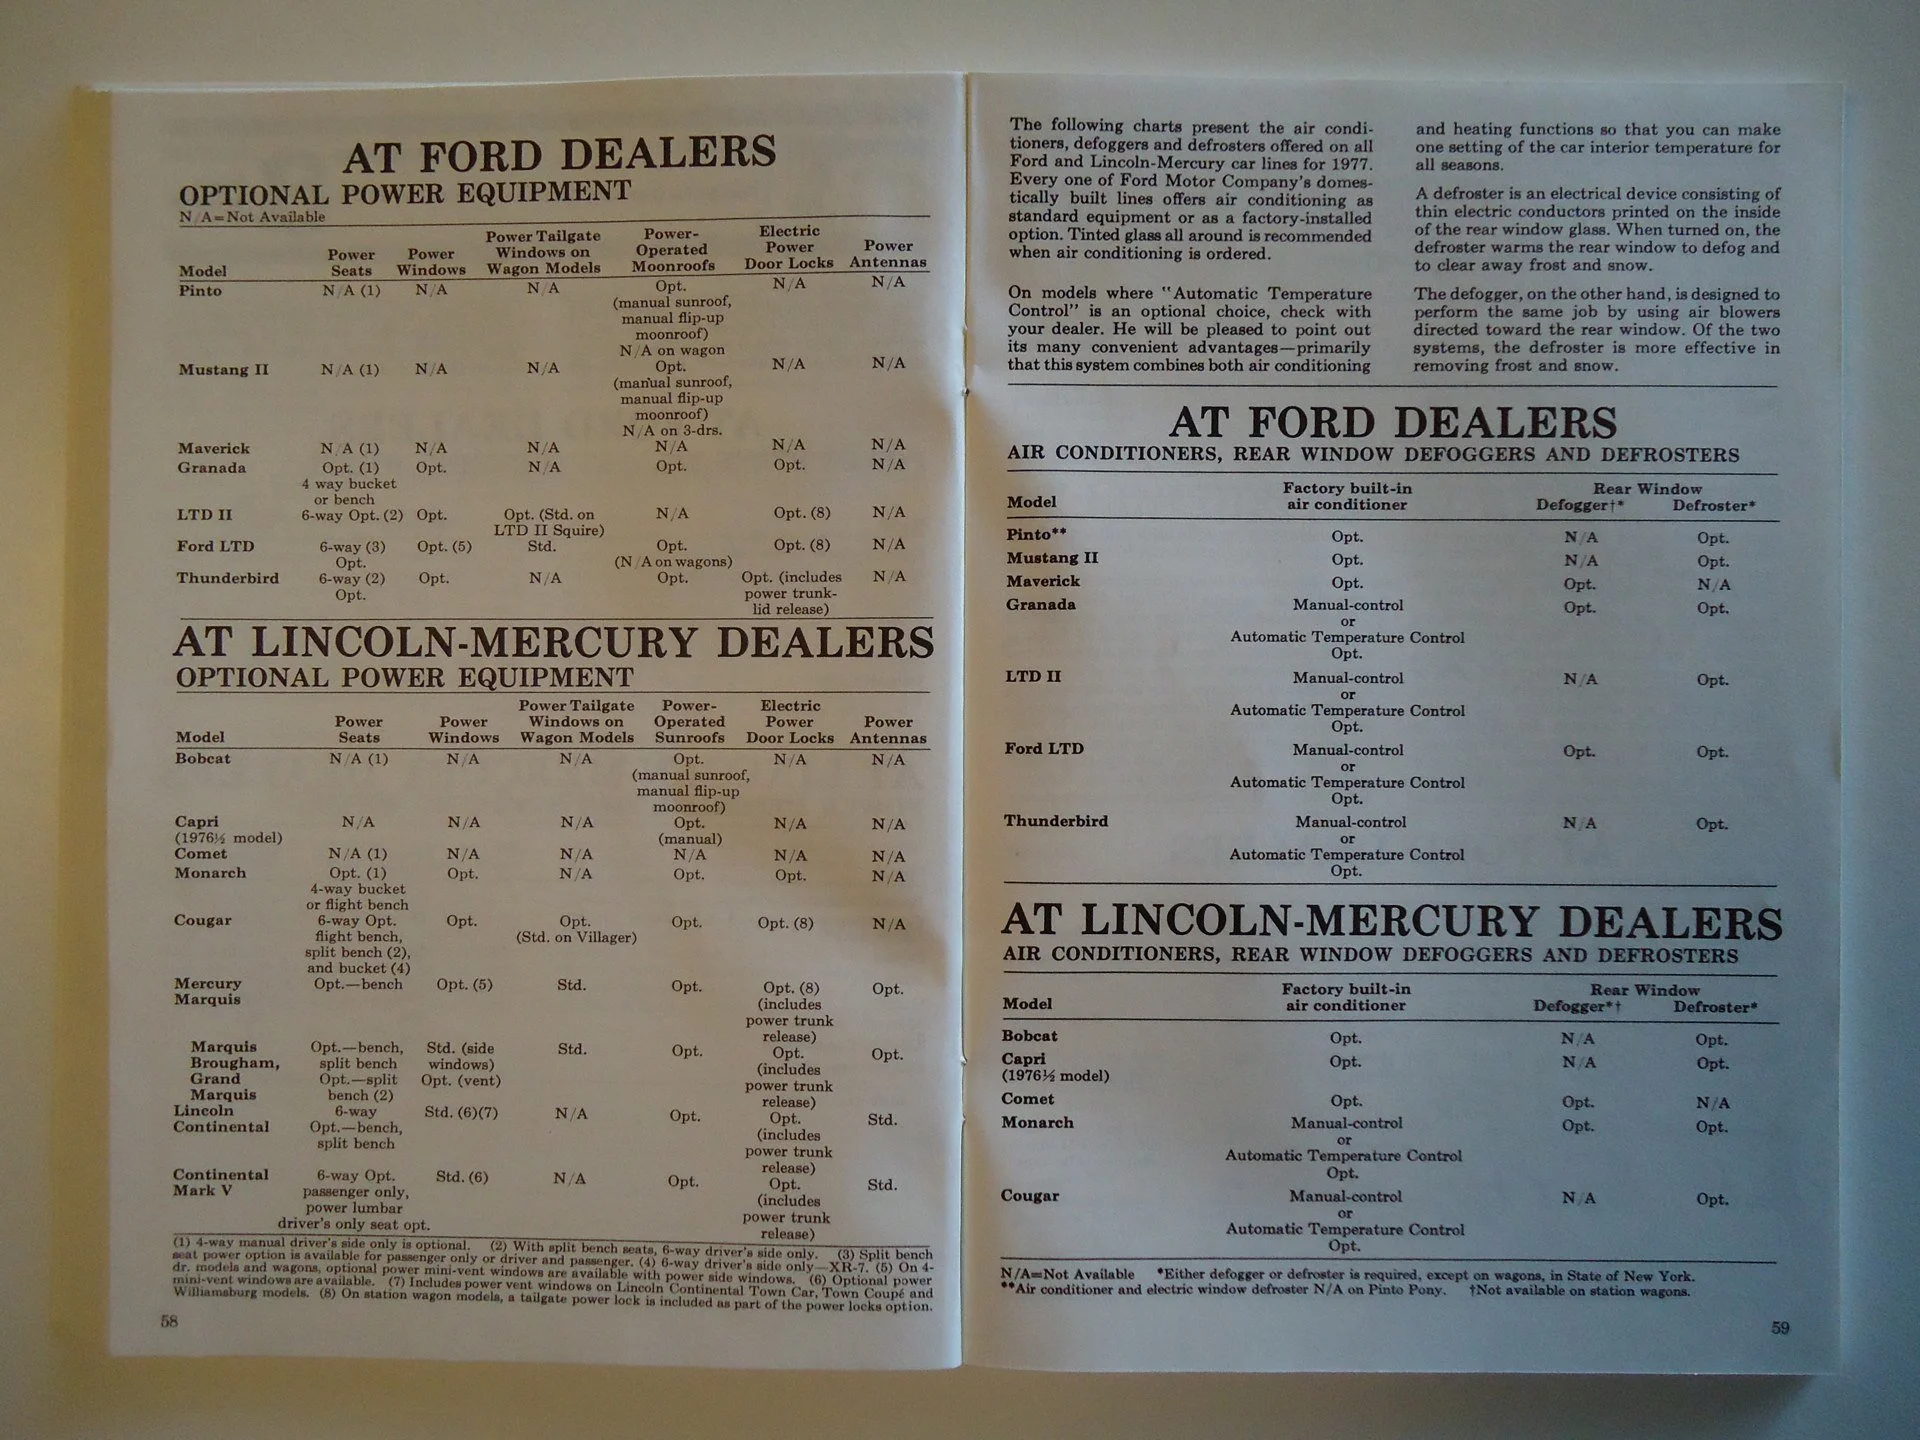 AT FORD DEALERS
OPTIONAL POWER EQUIPMENT
N/A=Not Available
Model Power Seats Power Windows Power Tailgate Windows on Wagon Models Power-Operated Moonroofs Electric Power Door Locks Power Antennas
Pinto N/A (1) N/A N/A Opt. (manual sunroof, manual flip-up moonroof) N/A on wagon N/A N/A
Mustang II N/A (1) N/A N/A Opt. (manual sunroof, manual flip-up moonroof) N/A on 3-drs. N/A N/A
Maverick N/A (1) N/A N/A N/A N/A N/A
Granada Opt. (1) 4 way bucket or bench Opt. N/A Opt. Opt. N/A
LTD II 6-way Opt. (2) Opt. Opt. (Std. on LTD II Squire) N/A Opt. (8) N/A
Ford LTD 6-way (3) Opt. Opt. (5) Std. Opt. (N/A on wagons) Opt. (8) N/A
Thunderbird 6-way (2) Opt. Opt. N/A Opt. Opt. (includes power trunk-lid release) N/A
AT LINCOLN-MERCURY DEALERS
OPTIONAL POWER EQUIPMENT
Model Power Seats Power Windows Power Tailgate Windows on Wagon Models Power-Operated Sunroofs Electric Power Door Locks Power Antennas
Bobcat N/A (1) N/A N/A Opt. (manual sunroof, manual flip-up moonroof) N/A N/A
Capri (1976½ model) N/A N/A N/A Opt. (manual) N/A N/A
Comet N/A (1) N/A N/A N/A N/A N/A
Monarch Opt. (1) 4-way bucket or flight bench Opt. N/A Opt. Opt. N/A
Cougar 6-way Opt. flight bench, split bench (2), and bucket (4) Opt. Opt. (Std. on Villager) Opt. Opt. (8) N/A
Mercury Marquis Opt.—bench Opt. (5) Std. Opt. Opt. (8) (includes power trunk release) Opt.
Marquis Brougham, Grand Marquis Opt.—bench, split bench Opt.—split bench (2) Std. (side windows) Opt. (vent) Std. Opt. Opt. (includes power trunk release) Opt.
Lincoln Continental 6-way Opt.—bench, split bench Std. (6)(7) N/A Opt. Opt. (includes power trunk release) Std.
Continental Mark V 6-way Opt. passenger only, power lumbar driver's only seat opt. Std. (6) N/A Opt. Opt. (includes power trunk release) Std.
(1) 4-way manual driver's side only is optional. (2) With split bench seats, 6-way driver's side only. (3) Split bench
seat power option is available for passenger only or driver and passenger. (4) 6-way driver's side only—XR-7. (5) On 4-
dr. models and wagons, optional power mini-vent windows are available with power side windows. (6) Optional power
mini-vent windows are available. (7) Includes power vent windows on Lincoln Continental Town Car, Town Coupé and
Williamsburg models. (8) On station wagon models, a tailgate power lock is included as part of the power locks option.
58
The following charts present the air condi-
tioners, defoggers and defrosters offered on all
Ford and Lincoln-Mercury car lines for 1977.
Every one of Ford Motor Company's domes-
tically built lines offers air conditioning as
standard equipment or as a factory-installed
option. Tinted glass all around is recommended
when air conditioning is ordered.
On models where "Automatic Temperature
Control" is an optional choice, check with
your dealer. He will be pleased to point out
its many convenient advantages—primarily
that this system combines both air conditioning
and heating functions so that you can make
one setting of the car interior temperature for
all seasons.
A defroster is an electrical device consisting of
thin electric conductors printed on the inside
of the rear window glass. When turned on, the
defroster warms the rear window to defog and
to clear away frost and snow.
The defogger, on the other hand, is designed to
perform the same job by using air blowers
directed toward the rear window. Of the two
systems, the defroster is more effective in
removing frost and snow.
AT FORD DEALERS
AIR CONDITIONERS, REAR WINDOW DEFOGGERS AND DEFROSTERS
Model Factory built-in air conditioner Rear Window Defogger†* Defroster*
Pinto** Opt. N/A Opt.
Mustang II Opt. N/A Opt.
Maverick Opt. Opt. N/A
Granada Manual-control or Automatic Temperature Control Opt. Opt. Opt.
LTD II Manual-control or Automatic Temperature Control Opt. N/A Opt.
Ford LTD Manual-control or Automatic Temperature Control Opt. Opt. Opt.
Thunderbird Manual-control or Automatic Temperature Control Opt. N/A Opt.
AT LINCOLN-MERCURY DEALERS
AIR CONDITIONERS, REAR WINDOW DEFOGGERS AND DEFROSTERS
Model Factory built-in air conditioner Rear Window Defogger*† Defroster*
Bobcat Opt. N/A Opt.
Capri (1976½ model) Opt. N/A Opt.
Comet Opt. Opt. N/A
Monarch Manual-control or Automatic Temperature Control Opt. Opt. Opt.
Cougar Manual-control or Automatic Temperature Control Opt. N/A Opt.
N/A=Not Available *Either defogger or defroster is required, except on wagons, in State of New York.
**Air conditioner and electric window defroster N/A on Pinto Pony. †Not available on station wagons.
59